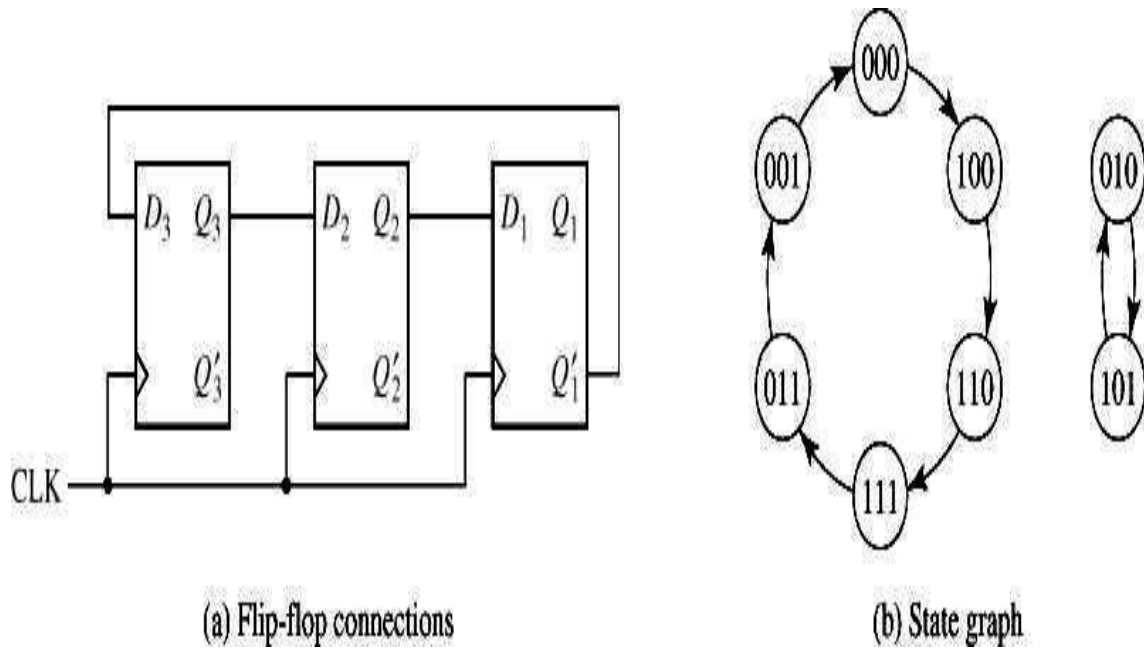 000
001
100
010
D₃ Q₃ D₂ Q₂ D₁ Q₁
Q′₃ Q′₂ Q′₁
011
110
101
CLK
111
(a) Flip-flop connections
(b) State graph